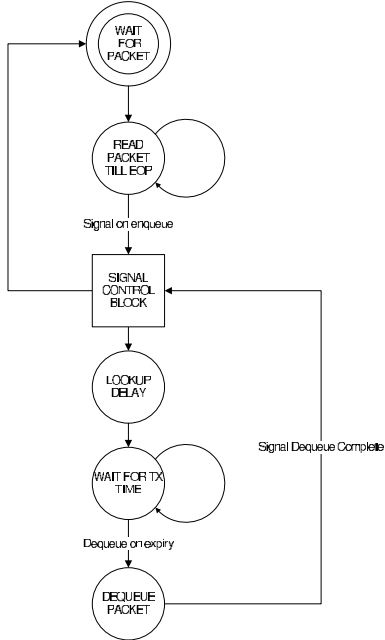 WAIT
FOR
PACKET
READ
PACKET
TILL EOP
Signal on enqueue
SIGNAL
CONTROL
BLOCK
LOOKUP
DELAY
Signal Dequeue Complete
WAIT FOR TX
TIME
Dequeue on expiry
DEQUEUE
PACKET